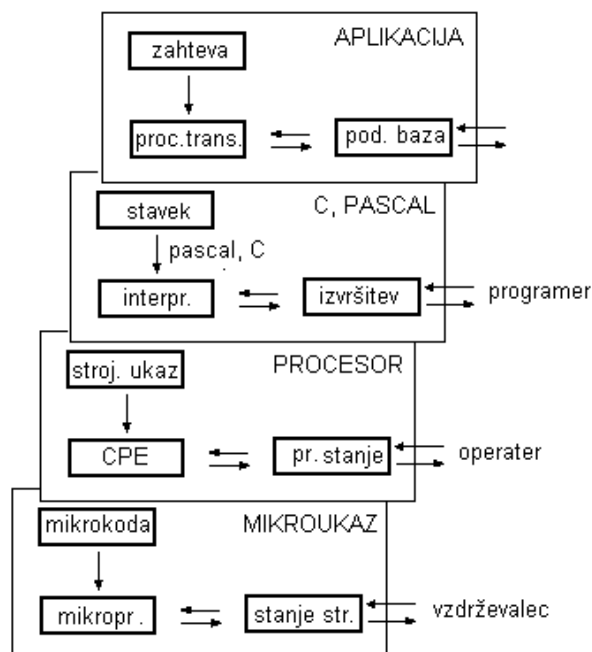 APLIKACIJA
zahteva
proc.trans.
pod. baza
C, PASCAL
stavek
pascal, C
interpr.
izvršitev
programer
PROCESOR
stroj. ukaz
CPE
pr. stanje
operater
MIKROUKAZ
mikrokoda
mikropr.
stanje str.
vzdrževalec